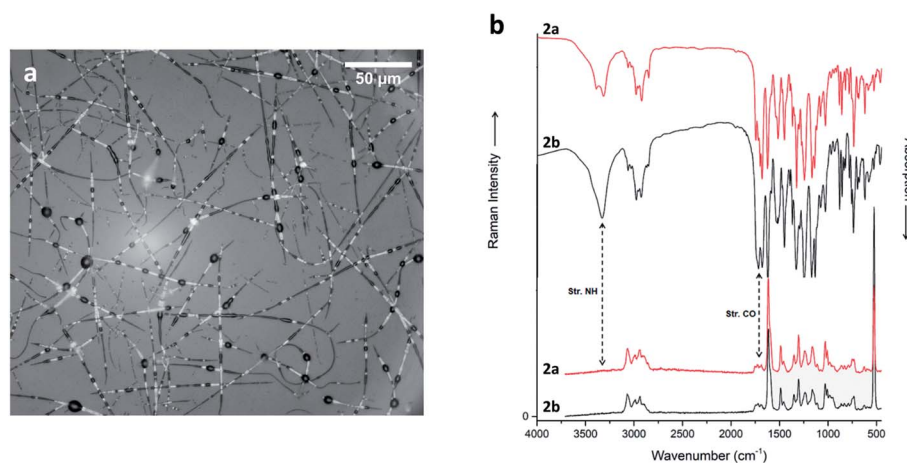 a
50 µm
b
2a
2b
Raman Intensity
Str. NH
Str. CO
2a
2b
0
4000 3500 3000 2500 2000 1500 1000 500
Wavenumber (cm⁻¹)